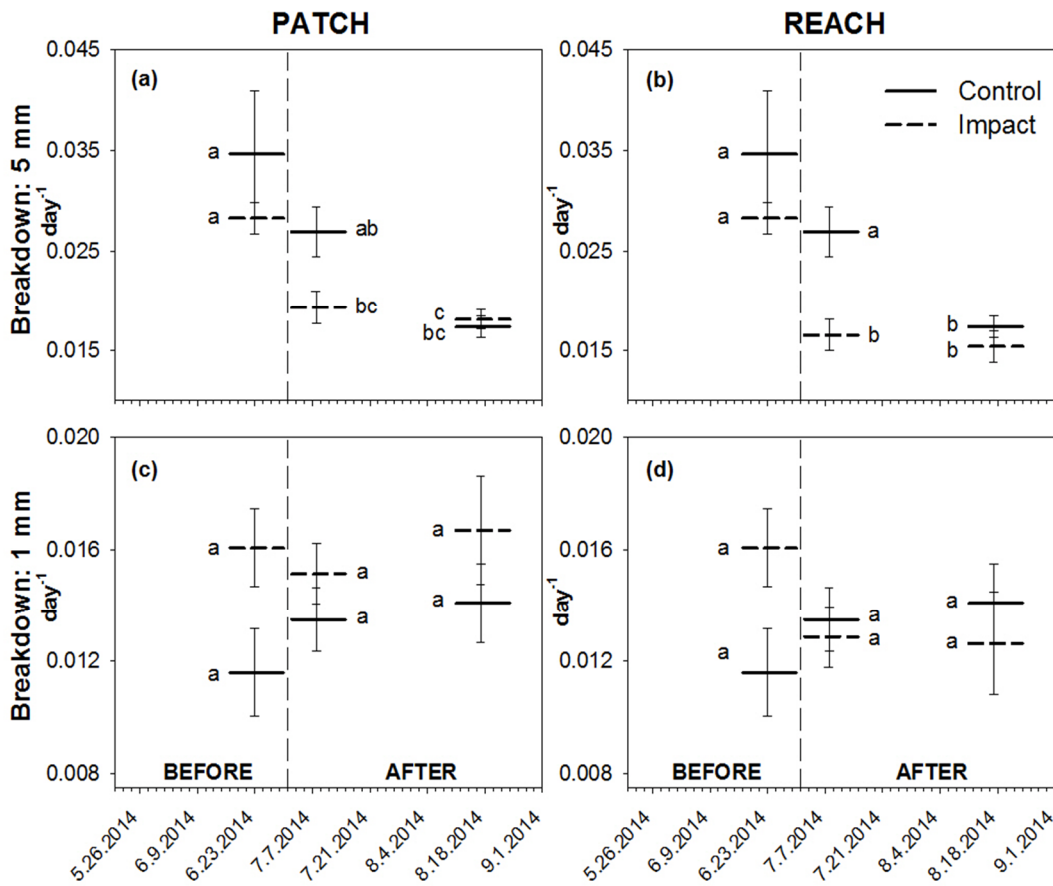 PATCH REACH
0.045 (a) (b) Control
Impact
0.035 a a
a a
0.025 ab a
bc b
c b
bc b
0.015
Breakdown: 5 mm
day-1 day-1
0.020 (c) (d)
0.016 a a a
a a a
a a a
0.012 a a a
0.008 BEFORE AFTER BEFORE AFTER
Breakdown: 1 mm
day-1 day-1
5.26.2014 6.9.2014 6.23.2014 7.7.2014 7.21.2014 8.4.2014 8.18.2014 9.1.2014
5.26.2014 6.9.2014 6.23.2014 7.7.2014 7.21.2014 8.4.2014 8.18.2014 9.1.2014